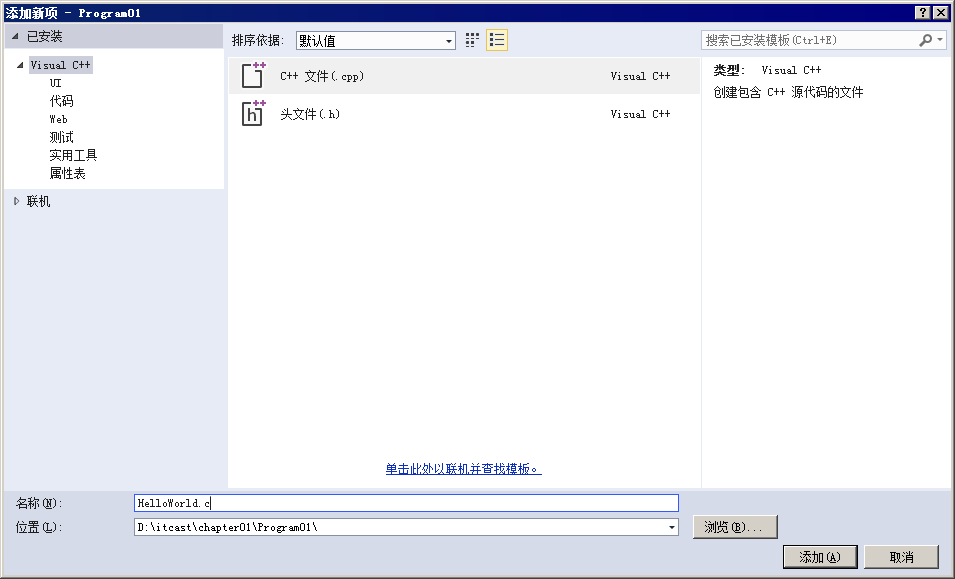 添加新项 - Program01
已安装
Visual C++
UI
代码
Web
测试
实用工具
属性表
联机
排序依据: 默认值
C++ 文件(.cpp) Visual C++
头文件(.h) Visual C++
单击此处以联机并查找模板。
搜索已安装模板(Ctrl+E)
类型: Visual C++
创建包含 C++ 源代码的文件
名称(N): HelloWorld.c
位置(L): D:\itcast\chapter01\Program01\
浏览(B)...
添加(A) 取消